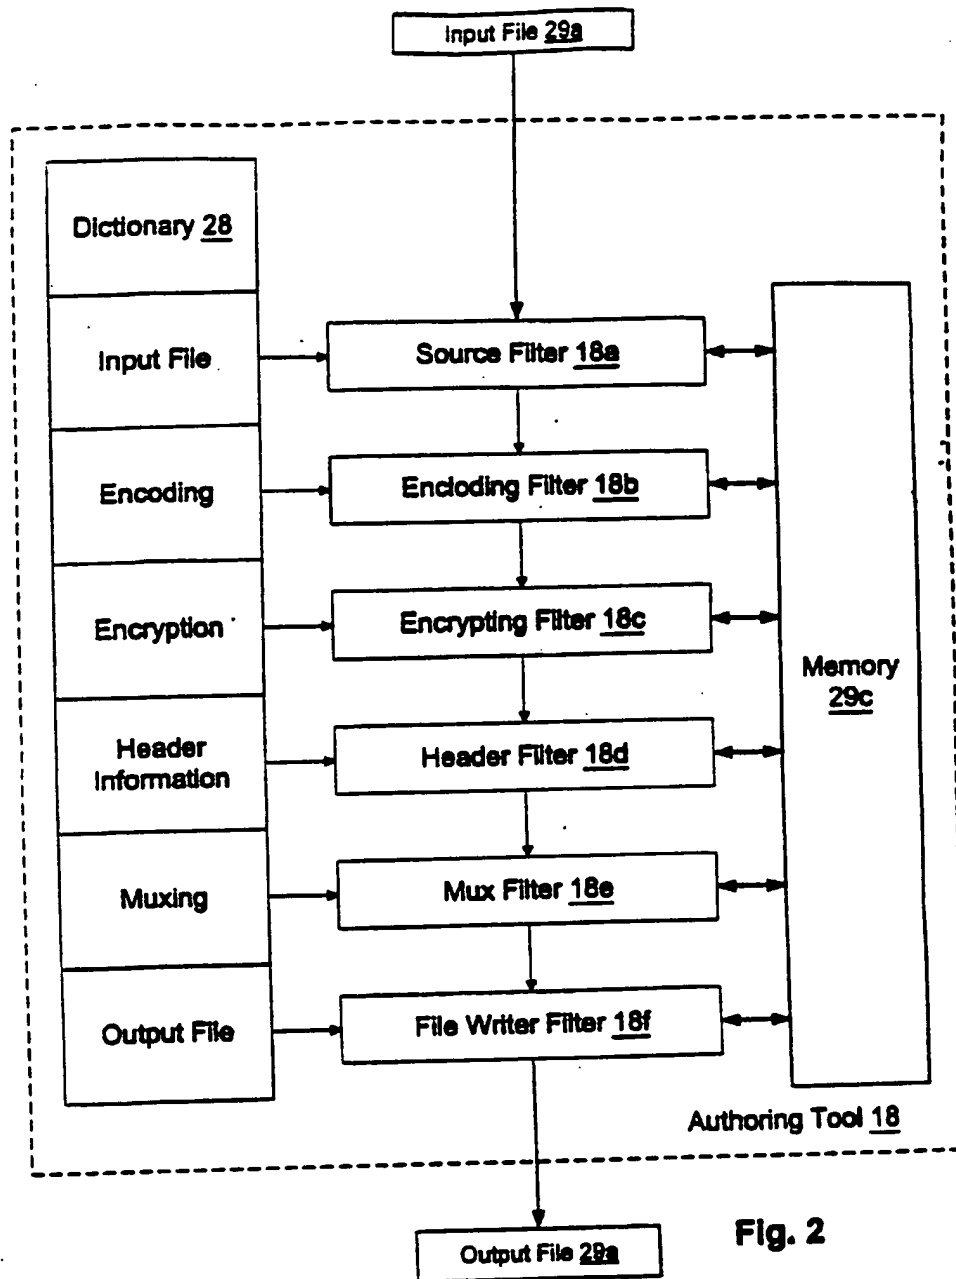 Input File 29a
Dictionary 28
Input File
Source Filter 18a
Encoding
Encloding Filter 18b
Encryption
Encrypting Filter 18c
Memory
29c
Header
Information
Header Filter 18d
Muxing
Mux Filter 18e
Output File
File Writer Filter 18f
Authoring Tool 18
Output File 29a
Fig. 2